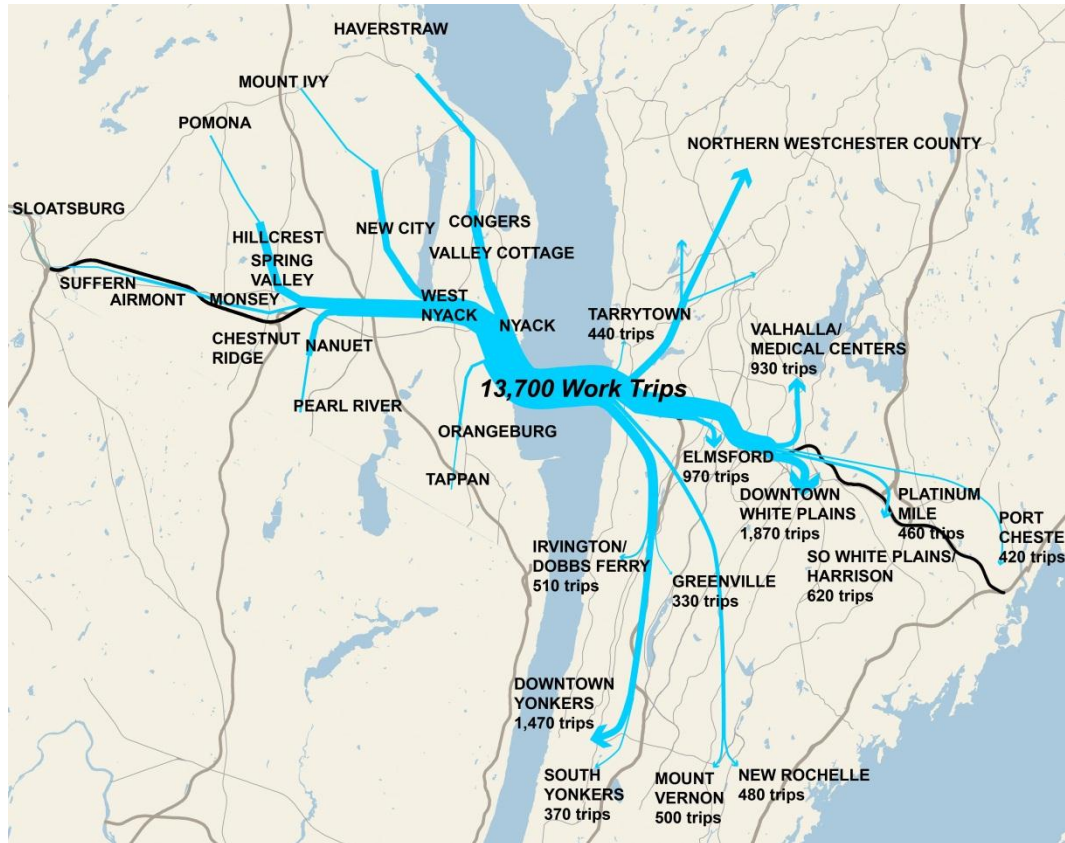 HAVERSTRAW
MOUNT IVY
POMONA
NORTHERN WESTCHESTER COUNTY
SLOATSBURG
HILLCREST
SPRING
VALLEY
NEW CITY
CONGERS
VALLEY COTTAGE
SUFFERN
AIRMONT
MONSEY
WEST
NYACK
NYACK
CHESTNUT
RIDGE
NANUET
TARRYTOWN
440 trips
VALHALLA/
MEDICAL CENTERS
930 trips
13,700 Work Trips
PEARL RIVER
ORANGEBURG
TAPPAN
ELMSFORD
970 trips
DOWNTOWN
WHITE PLAINS
1,870 trips
PLATINUM
MILE
460 trips
PORT
CHESTE
420 trips
SO WHITE PLAINS/
HARRISON
620 trips
IRVINGTON/
DOBBS FERRY
510 trips
GREENVILLE
330 trips
DOWNTOWN
YONKERS
1,470 trips
SOUTH
YONKERS
370 trips
MOUNT
VERNON
500 trips
NEW ROCHELLE
480 trips